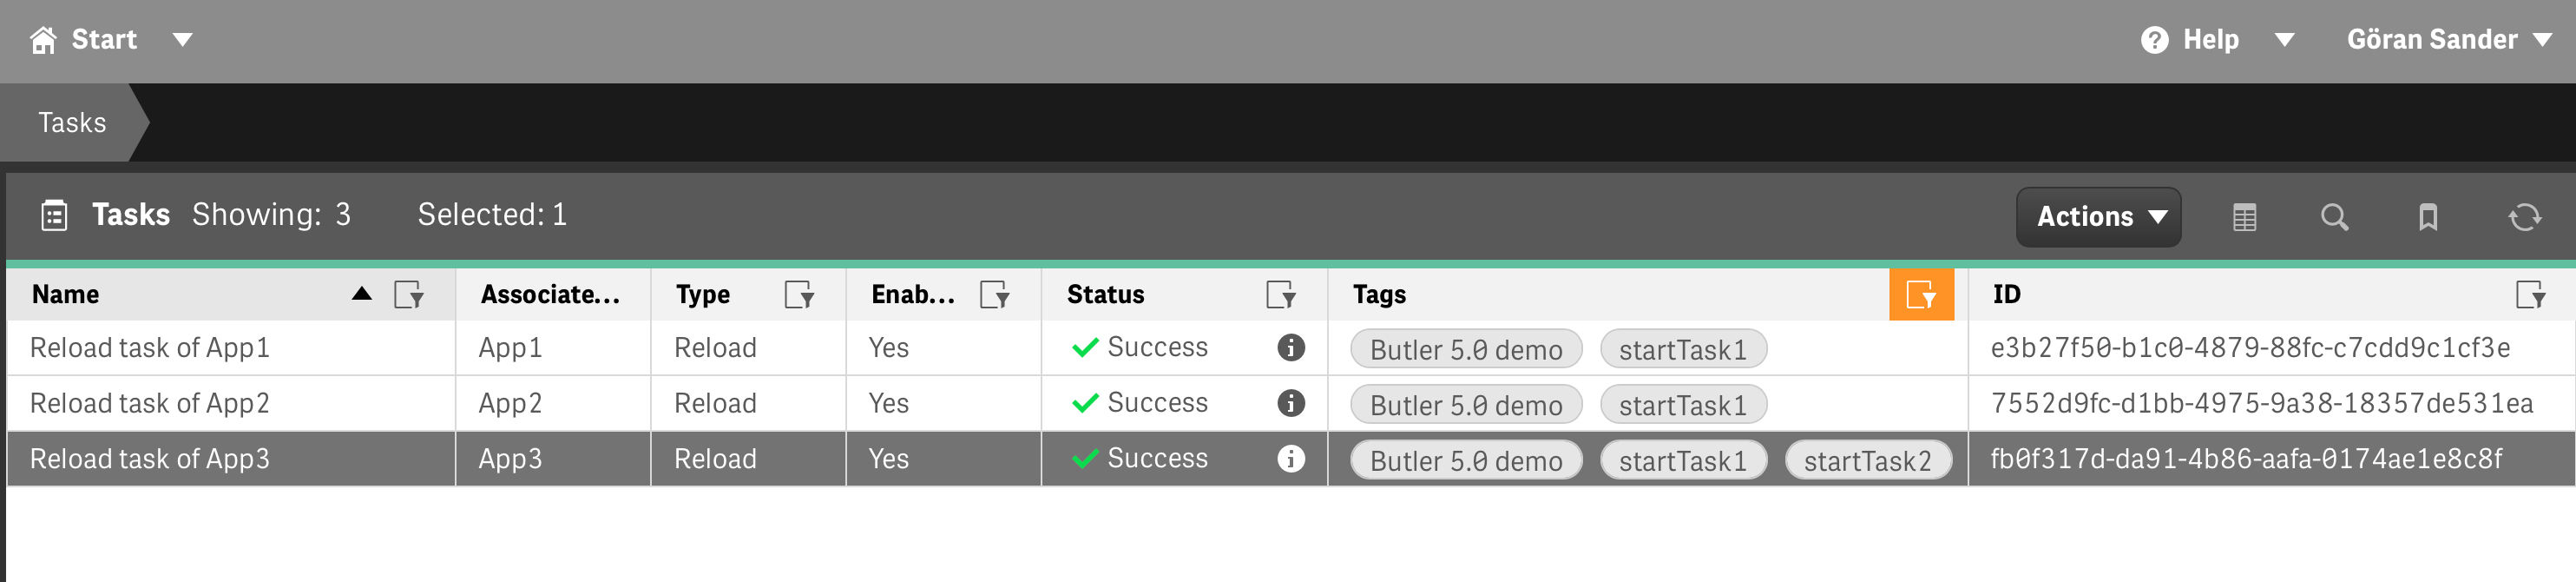 Start Help Göran Sander
Tasks
Tasks Showing: 3 Selected: 1 Actions
Name Associate... Type Enab... Status Tags ID
Reload task of App1 App1 Reload Yes Success Butler 5.0 demo startTask1 e3b27f50-b1c0-4879-88fc-c7cdd9c1cf3e
Reload task of App2 App2 Reload Yes Success Butler 5.0 demo startTask1 7552d9fc-d1bb-4975-9a38-18357de531ea
Reload task of App3 App3 Reload Yes Success Butler 5.0 demo startTask1 startTask2 fb0f317d-da91-4b86-aafa-0174ae1e8c8f